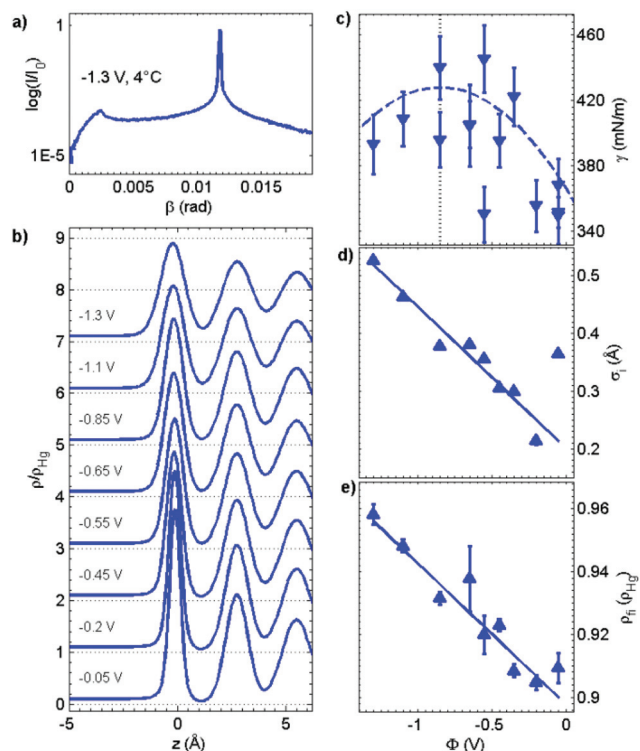 a)
-1.3 V, 4°C
log(I/I0)
1E-5
0 0.005 0.01 0.015
β (rad)
b)
9
8
7
6
5
4
3
2
1
0
ρ/ρHg
-1.3 V
-1.1 V
-0.85 V
-0.65 V
-0.55 V
-0.45 V
-0.2 V
-0.05 V
-5 0 5
z (Å)
c)
460
420
380
340
γ (mN/m)
d)
0.5
0.4
0.3
0.2
σi (Å)
e)
0.96
0.94
0.92
0.9
ρfi (ρHg)
-1 -0.5 0
Φ (V)